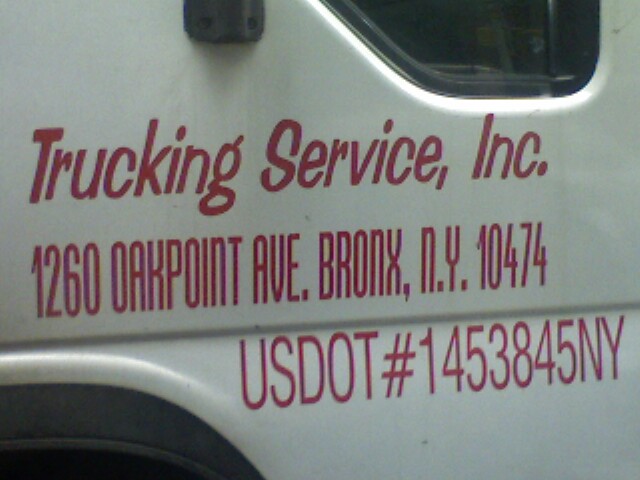 Trucking Service, Inc.
1260 OAKPOINT AVE. BRONX, N.Y. 10474
USDOT#1453845NY